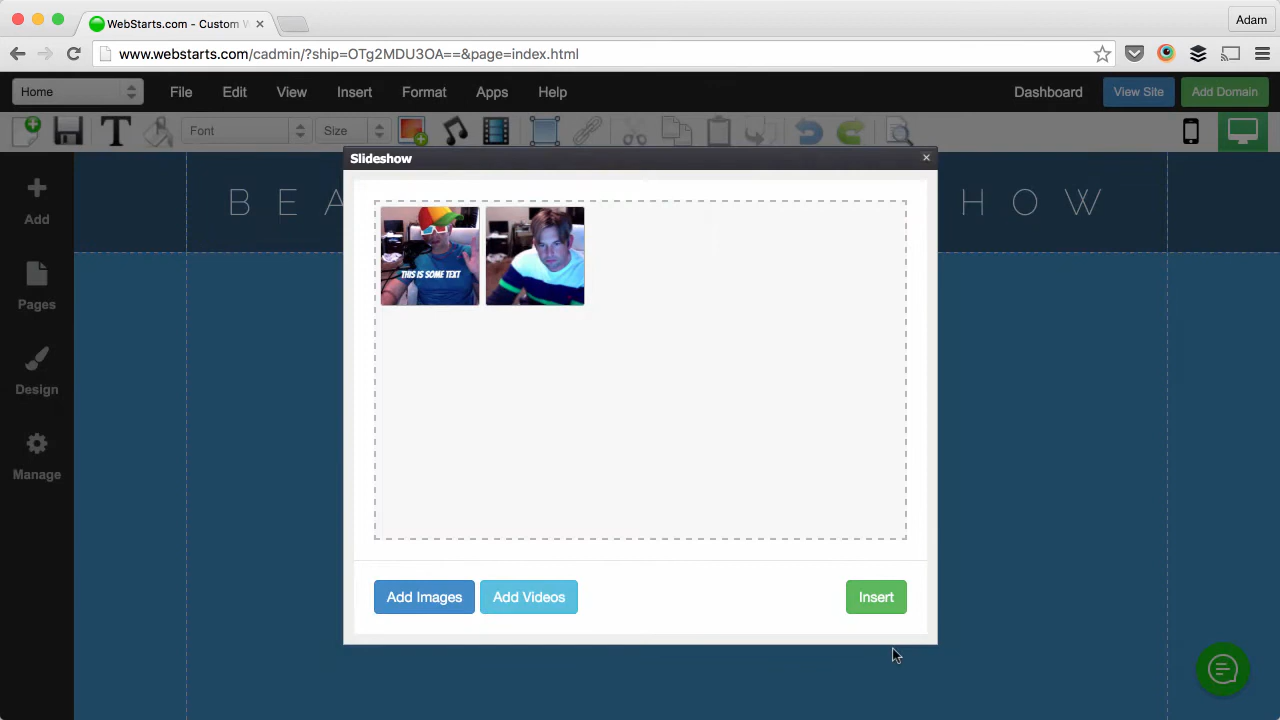 WebStarts.com - Custom W
Adam
www.webstarts.com/cadmin/?ship=OTg2MDU3OA==&page=index.html
Home
File
Edit
View
Insert
Format
Apps
Help
Dashboard
View Site
Add Domain
T
Font
Size
Slideshow
Add
Pages
Design
Manage
B E A
H O W
THIS IS SOME TEXT
Add Images
Add Videos
Insert